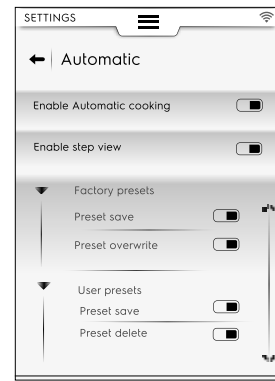 SETTINGS
Automatic
Enable Automatic cooking
Enable step view
Factory presets
Preset save
Preset overwrite
User presets
Preset save
Preset delete